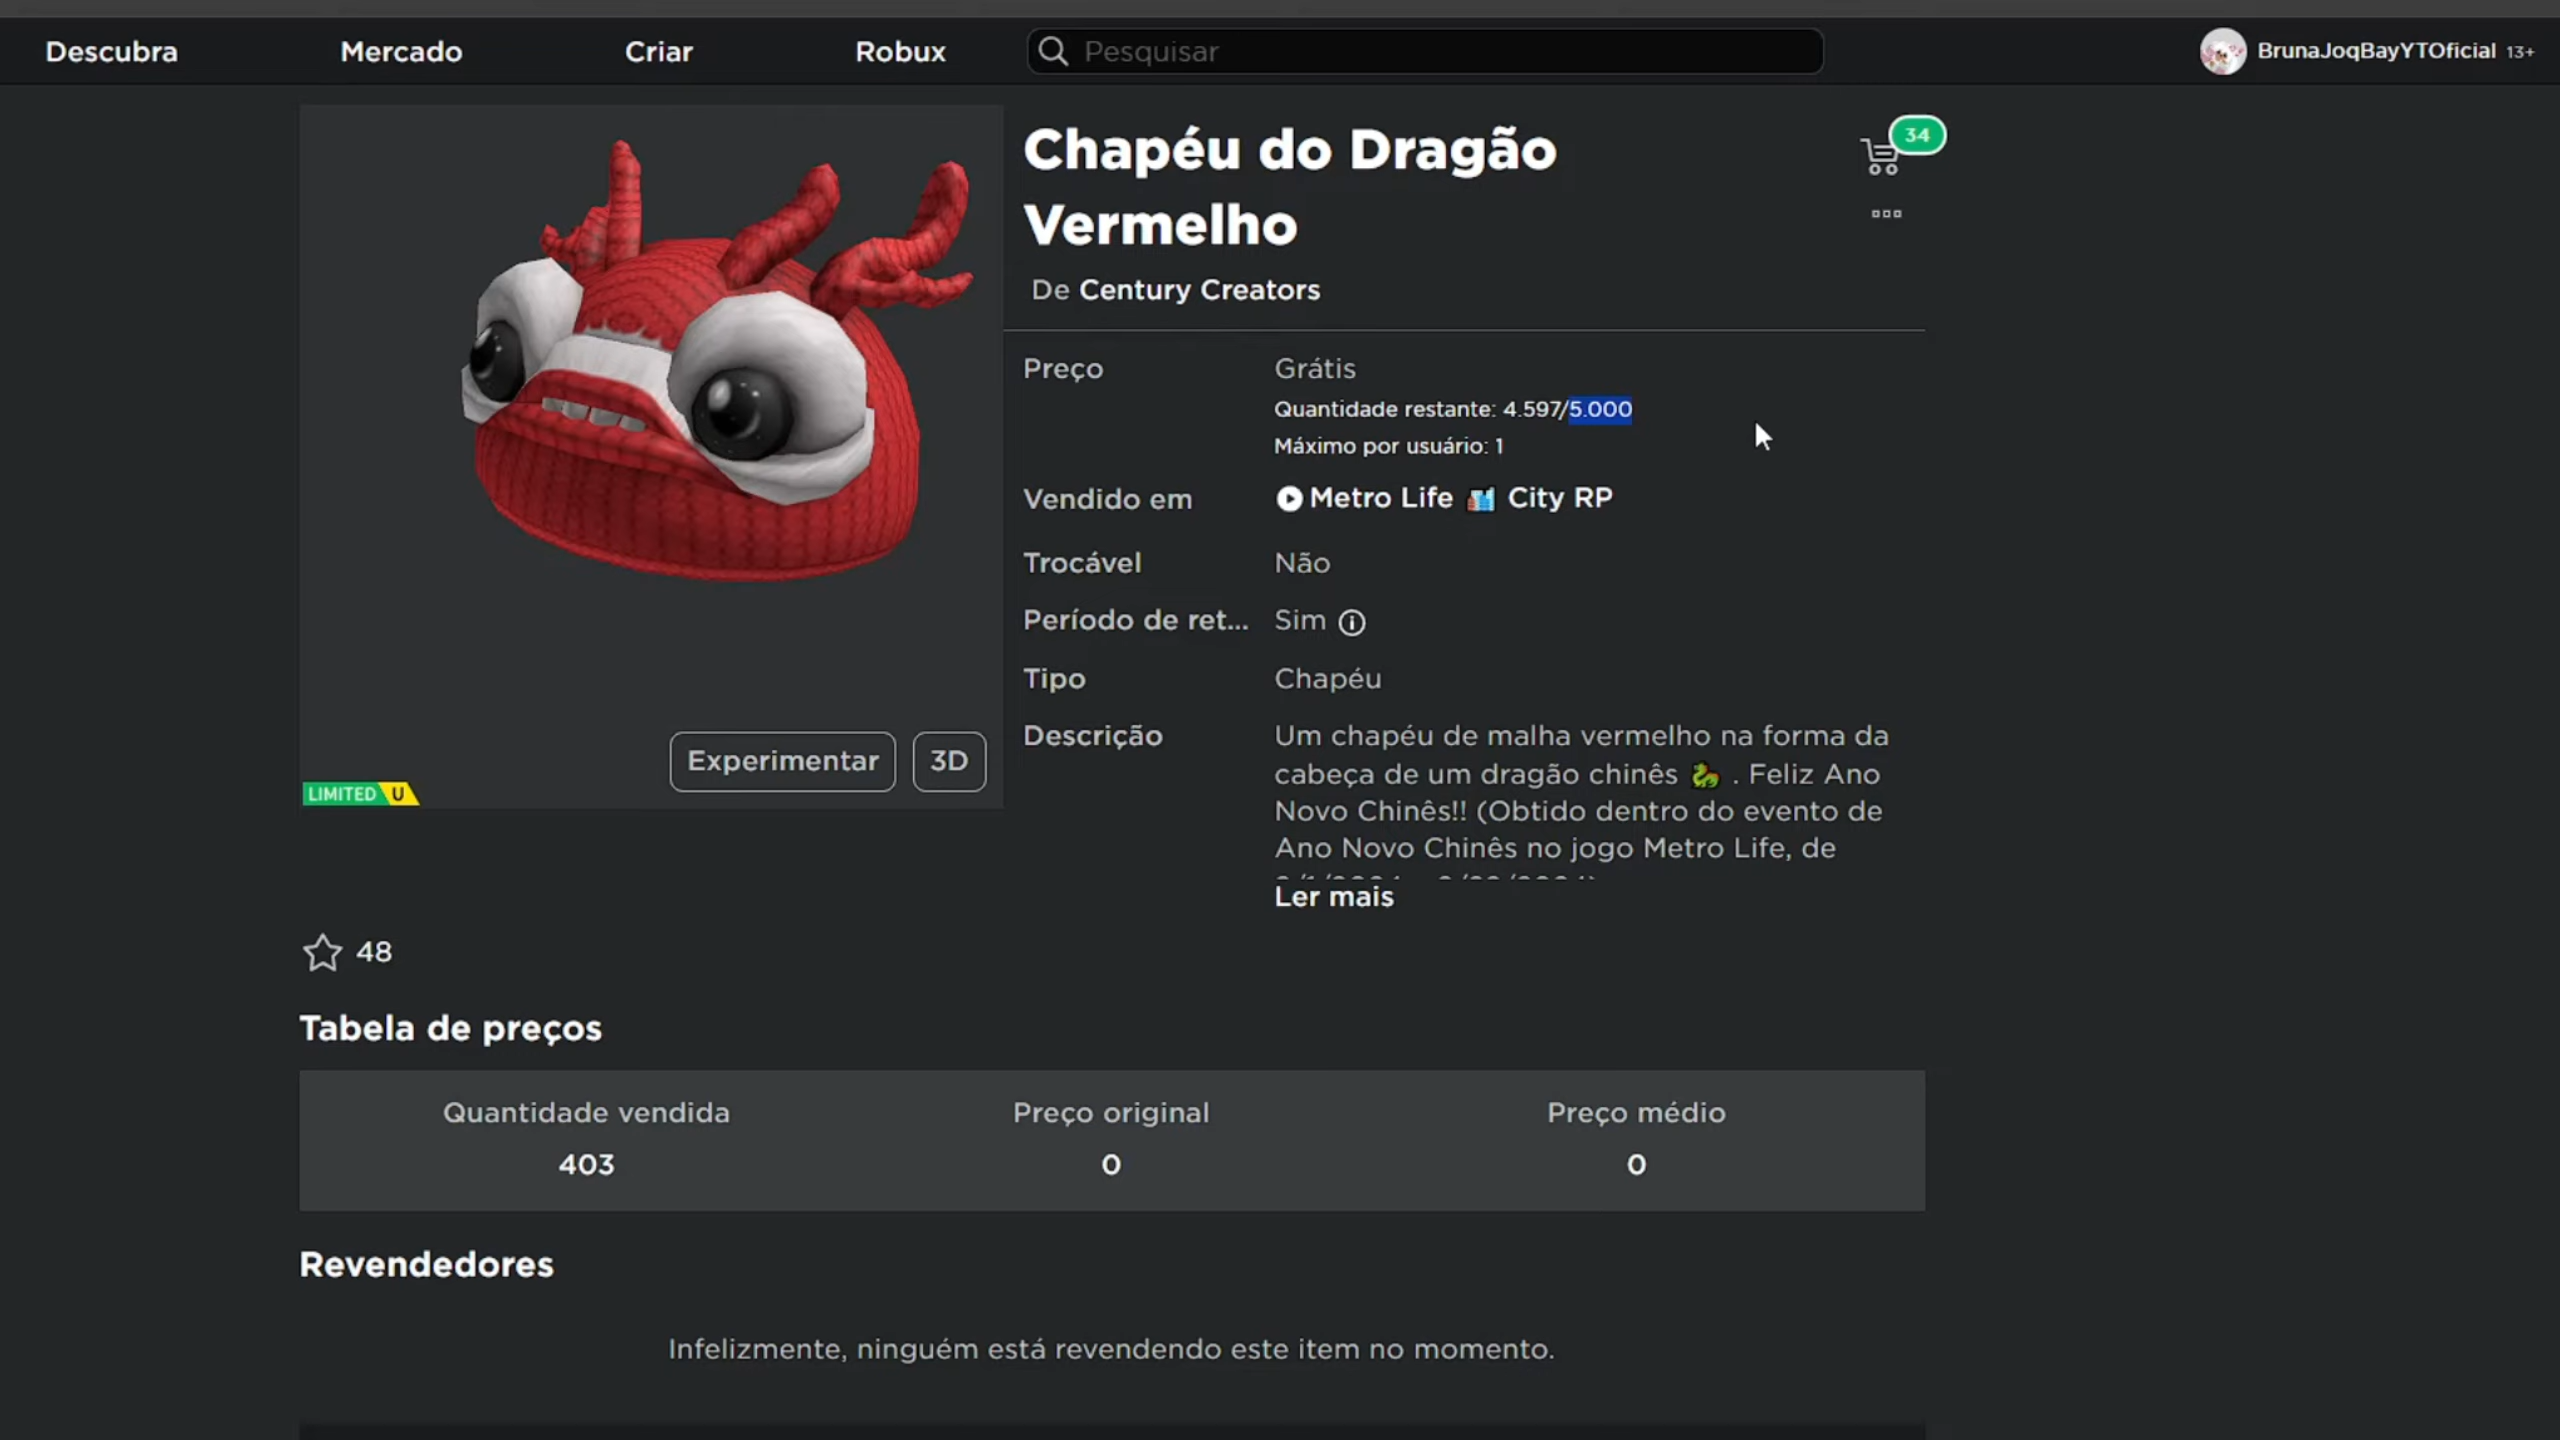 Descubra
Mercado
Criar
Robux
Pesquisar
BrunaJoqBayYTOficial 13+
34
Chapéu do Dragão
Vermelho
De Century Creators
Preço
Grátis
Quantidade restante: 4.597/5.000
Máximo por usuário: 1
Vendido em
Metro Life 🏙️ City RP
Trocável
Não
Período de ret...
Sim
Tipo
Chapéu
Descrição
Um chapéu de malha vermelho na forma da
cabeça de um dragão chinês 🐉 . Feliz Ano
Novo Chinês!! (Obtido dentro do evento de
Ano Novo Chinês no jogo Metro Life, de
Ler mais
Experimentar
3D
LIMITED U
48
Tabela de preços
Quantidade vendida
403
Preço original
0
Preço médio
0
Revendedores
Infelizmente, ninguém está revendendo este item no momento.